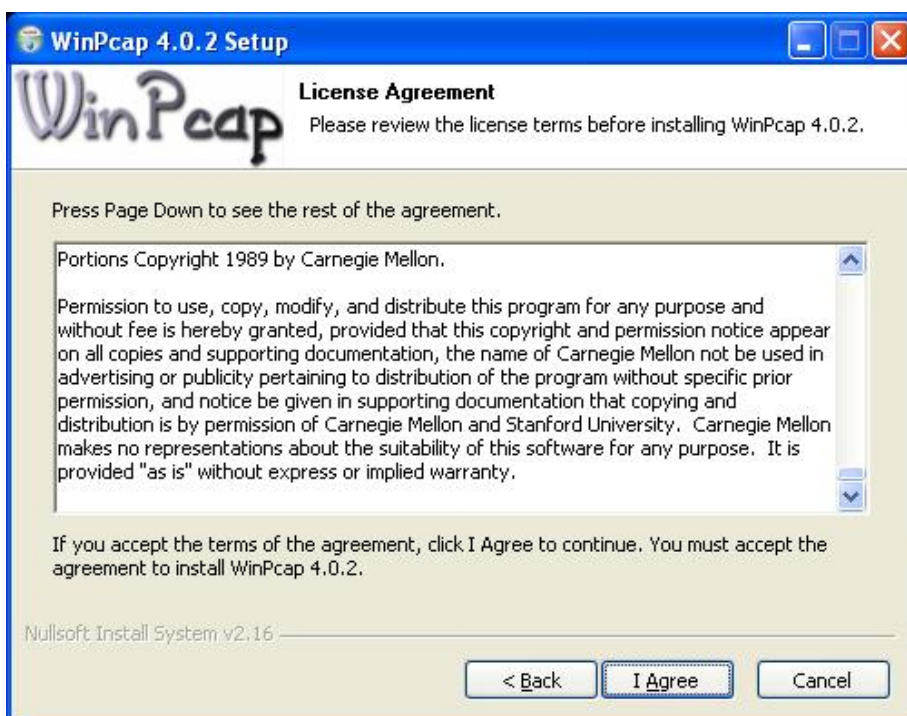 WinPcap 4.0.2 Setup
WinPcap
License Agreement
Please review the license terms before installing WinPcap 4.0.2.
Press Page Down to see the rest of the agreement.
Portions Copyright 1989 by Carnegie Mellon.
Permission to use, copy, modify, and distribute this program for any purpose and
without fee is hereby granted, provided that this copyright and permission notice appear
on all copies and supporting documentation, the name of Carnegie Mellon not be used in
advertising or publicity pertaining to distribution of the program without specific prior
permission, and notice be given in supporting documentation that copying and
distribution is by permission of Carnegie Mellon and Stanford University.  Carnegie Mellon
makes no representations about the suitability of this software for any purpose.  It is
provided "as is" without express or implied warranty.
If you accept the terms of the agreement, click I Agree to continue. You must accept the
agreement to install WinPcap 4.0.2.
Nullsoft Install System v2.16
< Back
I Agree
Cancel